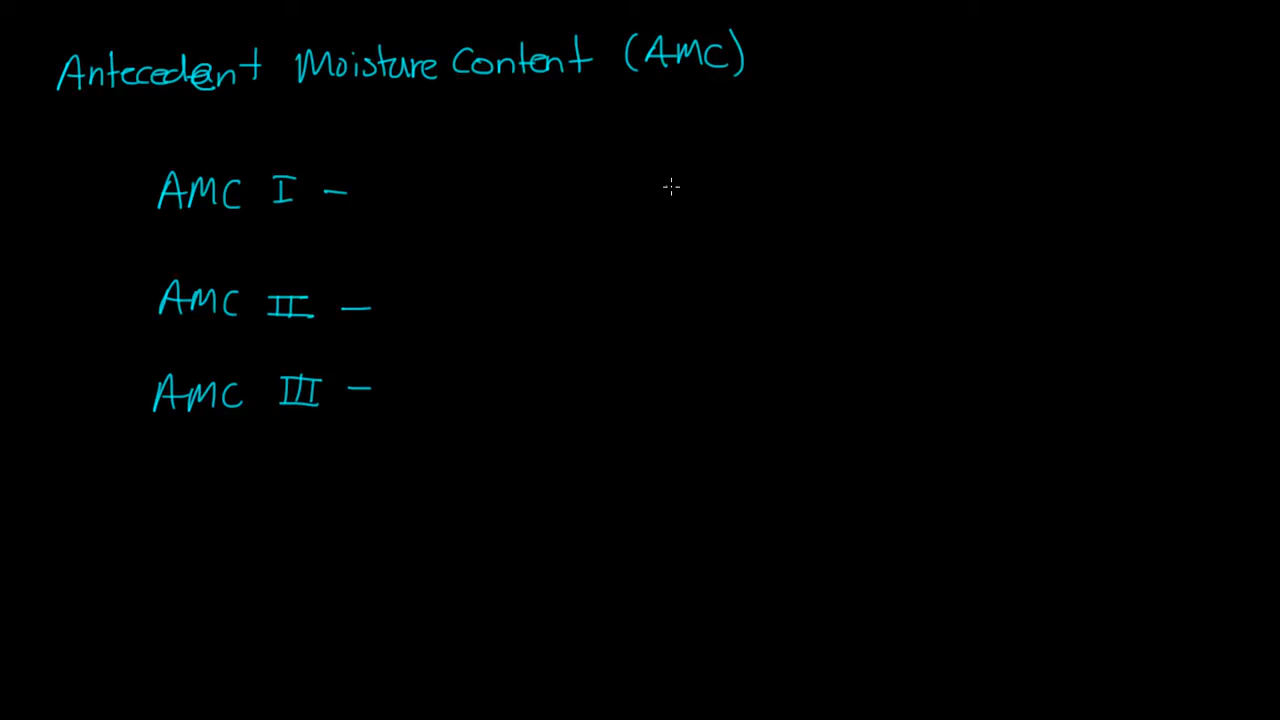 Antecedent Moisture Content (AMC)
AMC I -
AMC II -
AMC III -